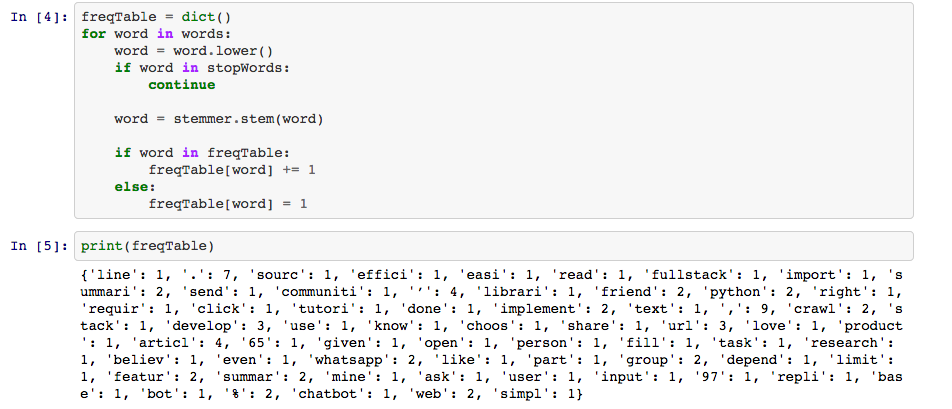 In [4]: freqTable = dict()
for word in words:
    word = word.lower()
    if word in stopWords:
        continue

    word = stemmer.stem(word)

    if word in freqTable:
        freqTable[word] += 1
    else:
        freqTable[word] = 1
In [5]: print(freqTable)
{'line': 1, '.': 7, 'sourc': 1, 'effici': 1, 'easi': 1, 'read': 1, 'fullstack': 1, 'import': 1, 's
ummari': 2, 'send': 1, 'communiti': 1, '’': 4, 'librari': 1, 'friend': 2, 'python': 2, 'right': 1,
'requir': 1, 'click': 1, 'tutori': 1, 'done': 1, 'implement': 2, 'text': 1, ',': 9, 'crawl': 2, 's
tack': 1, 'develop': 3, 'use': 1, 'know': 1, 'choos': 1, 'share': 1, 'url': 3, 'love': 1, 'product
': 1, 'articl': 4, '65': 1, 'given': 1, 'open': 1, 'person': 1, 'fill': 1, 'task': 1, 'research':
1, 'believ': 1, 'even': 1, 'whatsapp': 2, 'like': 1, 'part': 1, 'group': 2, 'depend': 1, 'limit':
1, 'featur': 2, 'summar': 2, 'mine': 1, 'ask': 1, 'user': 1, 'input': 1, '97': 1, 'repli': 1, 'bas
e': 1, 'bot': 1, '%': 2, 'chatbot': 1, 'web': 2, 'simpl': 1}